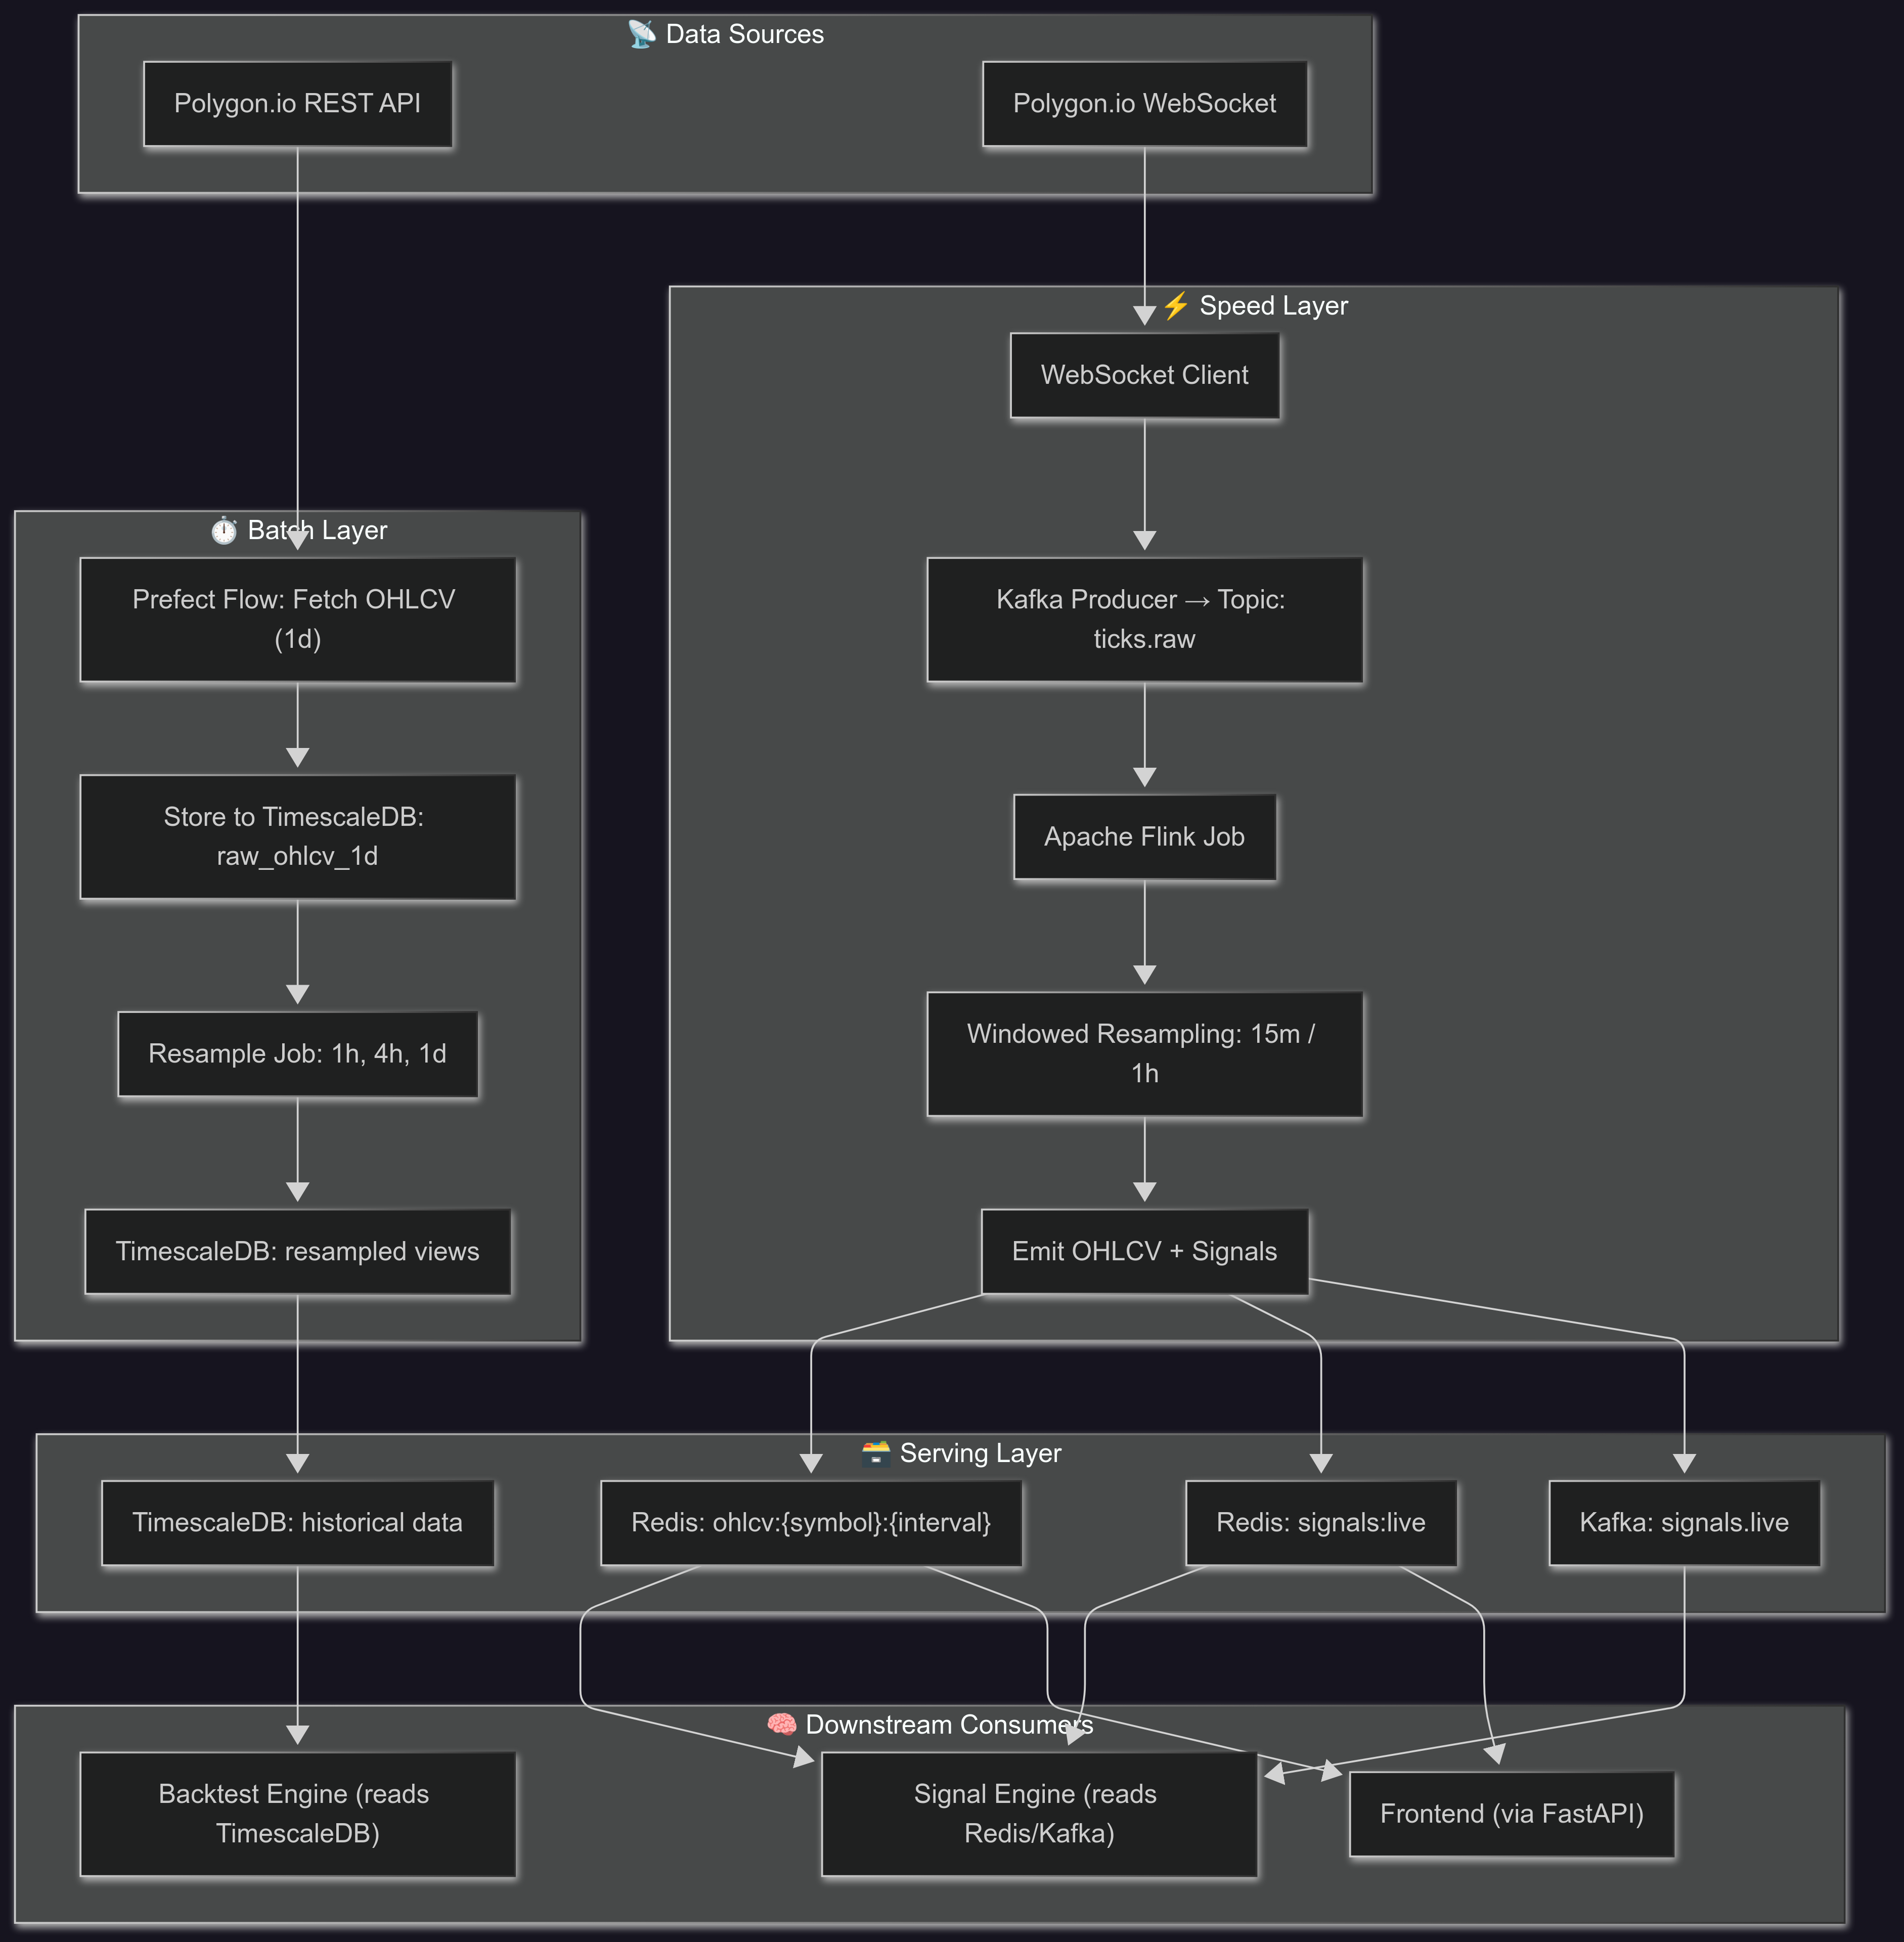 📡 Data Sources
Polygon.io REST API
Polygon.io WebSocket
⚡ Speed Layer
WebSocket Client
⏱️ Batch Layer
Prefect Flow: Fetch OHLCV
(1d)
Kafka Producer → Topic:
ticks.raw
Store to TimescaleDB:
raw_ohlcv_1d
Apache Flink Job
Resample Job: 1h, 4h, 1d
Windowed Resampling: 15m /
1h
TimescaleDB: resampled views
Emit OHLCV + Signals
🗃️ Serving Layer
TimescaleDB: historical data
Redis: ohlcv:{symbol}:{interval}
Redis: signals:live
Kafka: signals.live
🧠 Downstream Consumers
Backtest Engine (reads
TimescaleDB)
Signal Engine (reads
Redis/Kafka)
Frontend (via FastAPI)